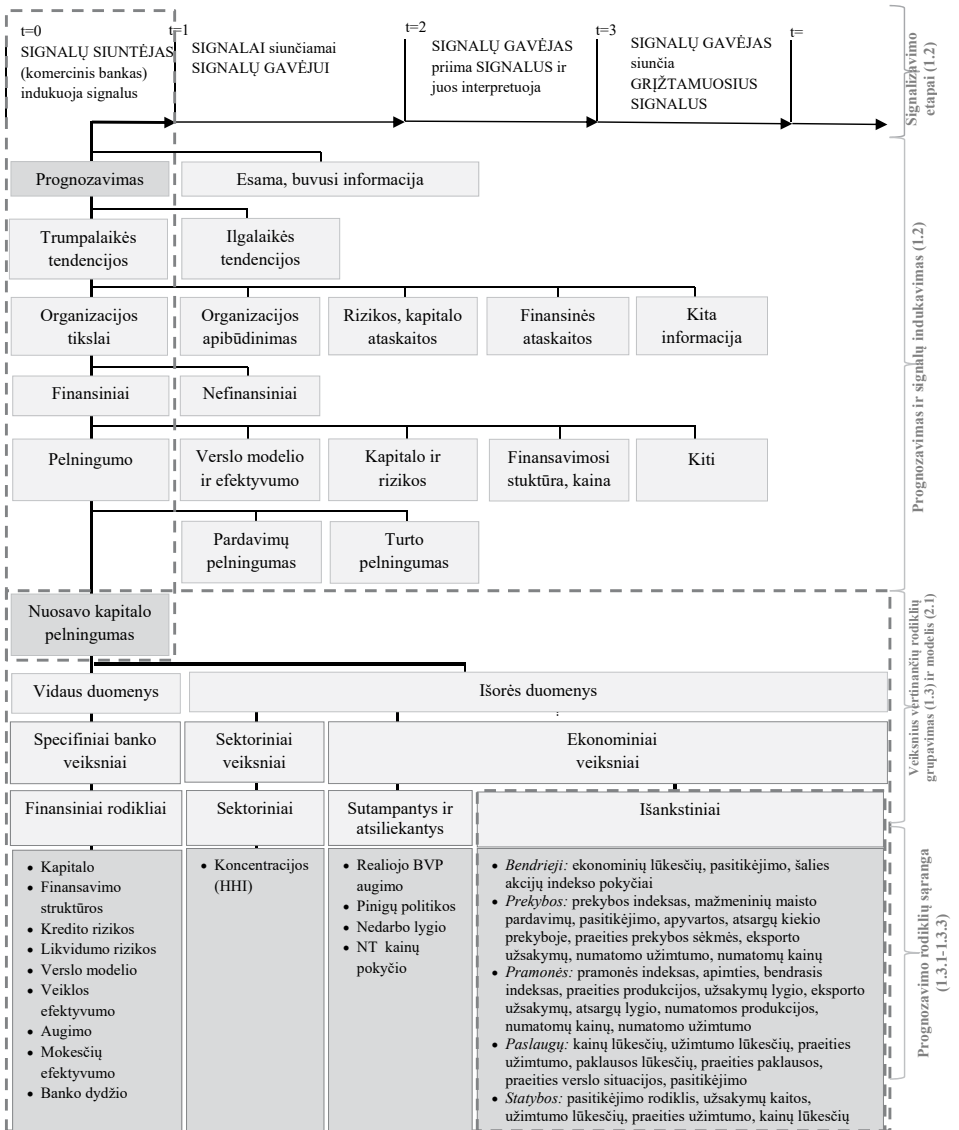 t=0
SIGNALŲ SIUNTĖJAS
(komercinis bankas)
indukuoja signalus
t=1
SIGNALAI siunčiamai
SIGNALŲ GAVĖJUI
t=2
SIGNALŲ GAVĖJAS
priima SIGNALUS ir
juos interpretuoja
t=3
SIGNALŲ GAVĖJAS
siunčia
GRĮŽTAMUOSIUS
SIGNALUS
t=
Signalizavimo
etapai (1.2)
Prognozavimas
Esama, buvusi informacija
Trumpalaikės
tendencijos
Ilgalaikės
tendencijos
Organizacijos
tikslai
Organizacijos
apibūdinimas
Rizikos, kapitalo
ataskaitos
Finansinės
ataskaitos
Kita
informacija
Finansiniai
Nefinansiniai
Pelningumo
Verslo modelio
ir efektyvumo
Kapitalo ir
rizikos
Finansavimosi
stuktūra, kaina
Kiti
Pardavimų
pelningumas
Turto
pelningumas
Prognozavimas ir signalų indukavimas (1.2)
Nuosavo kapitalo
pelningumas
Vidaus duomenys
Išorės duomenys
Specifiniai banko
veiksniai
Sektoriniai
veiksniai
Ekonominiai
veiksniai
Veiksnius vertinančių rodiklių
grupavimas (1.3) ir modelis (2.1)
Finansiniai rodikliai
Sektoriniai
Sutampantys ir
atsiliekantys
Išankstiniai
• Kapitalo
• Finansavimo
struktūros
• Kredito rizikos
• Likvidumo rizikos
• Verslo modelio
• Veiklos
efektyvumo
• Augimo
• Mokesčių
efektyvumo
• Banko dydžio
• Koncentracijos
(HHI)
• Realiojo BVP
augimo
• Pinigų politikos
• Nedarbo lygio
• NT kainų
pokyčio
• Bendrieji: ekonominių lūkesčių, pasitikėjimo, šalies
akcijų indekso pokyčiai
• Prekybos: prekybos indeksas, mažmeninių maisto
pardavimų, pasitikėjimo, apyvartos, atsargų kiekio
prekyboje, praeities prekybos sėkmės, eksporto
užsakymų, numatomo užimtumo, numatomų kainų
• Pramonės: pramonės indeksas, apimties, bendrasis
indeksas, praeities produkcijos, užsakymų lygio, eksporto
užsakymų, atsargų lygio, numatomos produkcijos,
numatomų kainų, numatomo užimtumo
• Paslaugų: kainų lūkesčių, užimtumo lūkesčių, praeities
užimtumo, paklausos lūkesčių, praeities paklausos,
praeities verslo situacijos, pasitikėjimo
• Statybos: pasitikėjimo rodiklis, užsakymų kaitos,
užimtumo lūkesčių, praeities užimtumo, kainų lūkesčių
Prognozavimo rodiklių sąranga
(1.3.1-1.3.3)